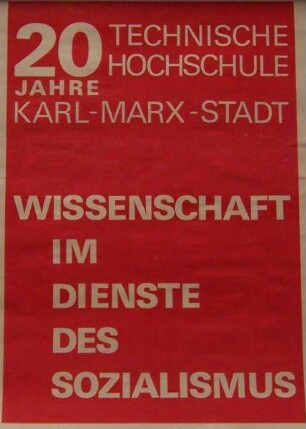 20 TECHNISCHE
HOCHSCHULE
JAHRE
KARL-MARX-STADT
WISSENSCHAFT
IM
DIENSTE
DES
SOZIALISMUS